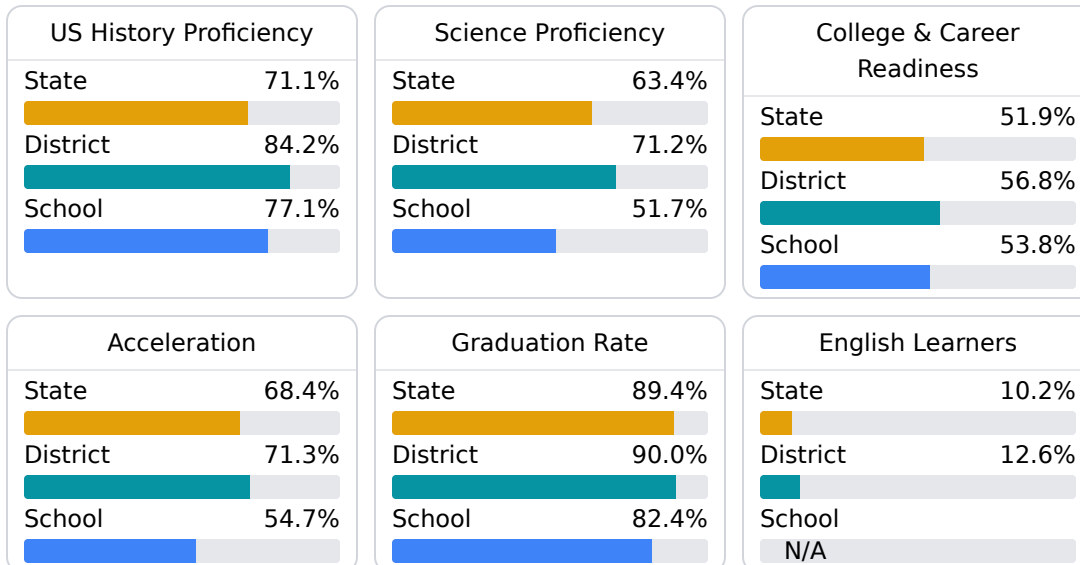 US History Proficiency
State 71.1%
District 84.2%
School 77.1%
Science Proficiency
State 63.4%
District 71.2%
School 51.7%
College & Career
Readiness
State 51.9%
District 56.8%
School 53.8%
Acceleration
State 68.4%
District 71.3%
School 54.7%
Graduation Rate
State 89.4%
District 90.0%
School 82.4%
English Learners
State 10.2%
District 12.6%
School
N/A